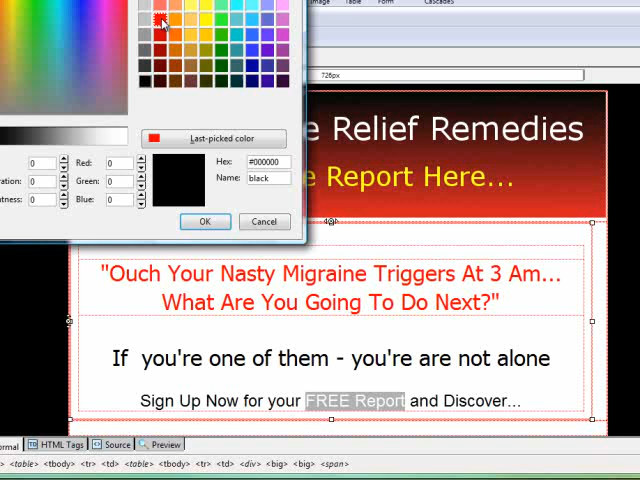 Image
Table
Form
Cascades
726px
Last-picked color
0 Red: 0 Hex: #000000
0 Green: 0 Name: black
0 Blue: 0
OK Cancel
Relief Remedies
Report Here...
"Ouch Your Nasty Migraine Triggers At 3 Am...
What Are You Going To Do Next?"
If you're one of them - you're are not alone
Sign Up Now for your FREE Report and Discover...
HTML Tags Source Preview
<table> <tbody> <tr> <td> <table> <tbody> <tr> <td> <div> <big> <big> <span>